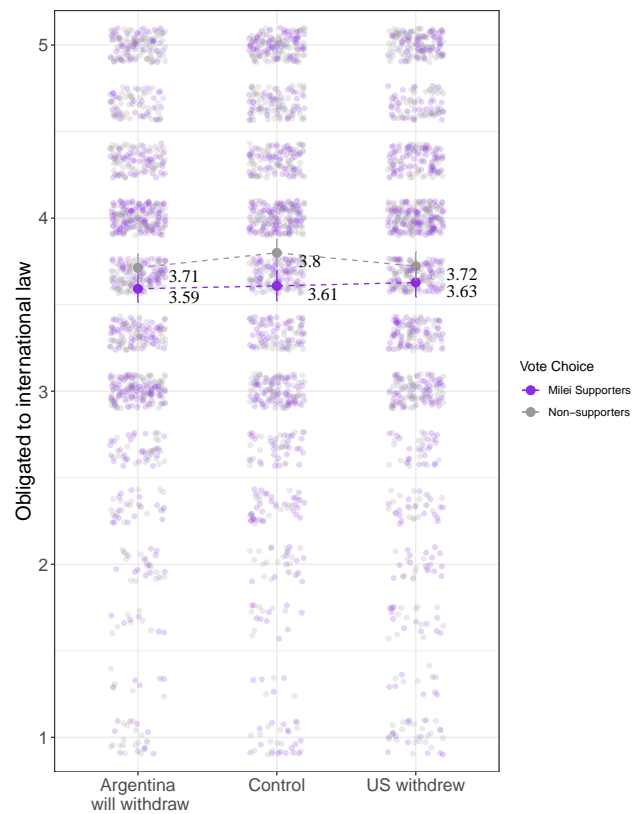 5
4
3
2
1
Obligated to international law
3.71
3.59
3.8
3.61
3.72
3.63
Argentina
will withdraw
Control
US withdrew
Vote Choice
Milei Supporters
Non−supporters